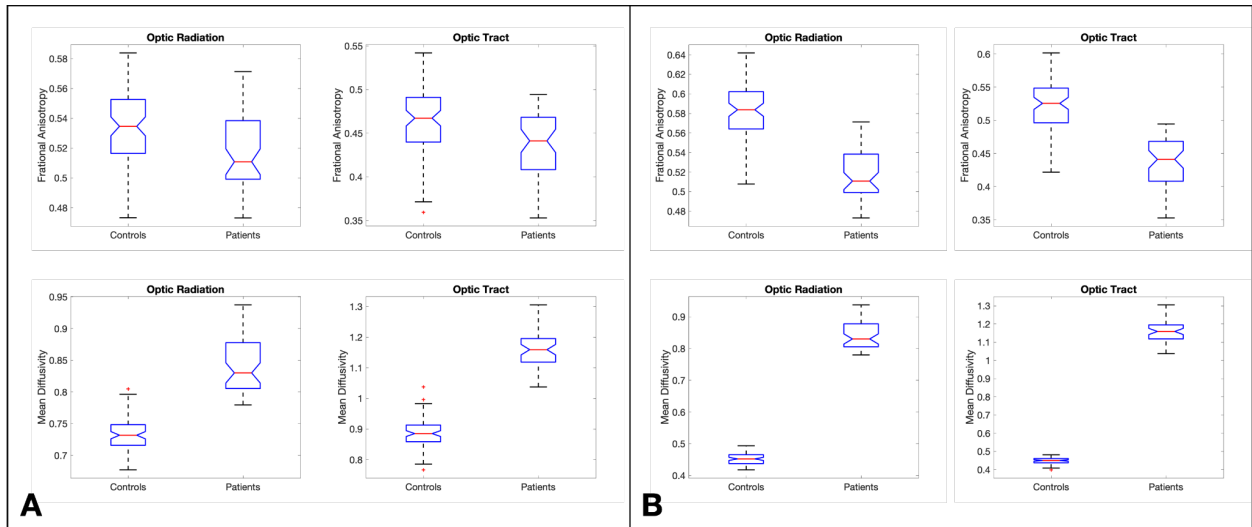 Optic Radiation
Frational Anisotropy
0.58
0.56
0.54
0.52
0.5
0.48
Controls
Patients
Optic Tract
Frational Anisotropy
0.55
0.5
0.45
0.4
0.35
Controls
Patients
Optic Radiation
Mean Diffusivity
0.95
0.9
0.85
0.8
0.75
0.7
Controls
Patients
Optic Tract
Mean Diffusivity
1.3
1.2
1.1
1
0.9
0.8
Controls
Patients
A
Optic Radiation
Frational Anisotropy
0.64
0.62
0.6
0.58
0.56
0.54
0.52
0.5
0.48
Controls
Patients
Optic Tract
Frational Anisotropy
0.6
0.55
0.5
0.45
0.4
0.35
Controls
Patients
Optic Radiation
Mean Diffusivity
0.9
0.8
0.7
0.6
0.5
0.4
Controls
Patients
Optic Tract
Mean Diffusivity
1.3
1.2
1.1
1
0.9
0.8
0.7
0.6
0.5
0.4
Controls
Patients
B